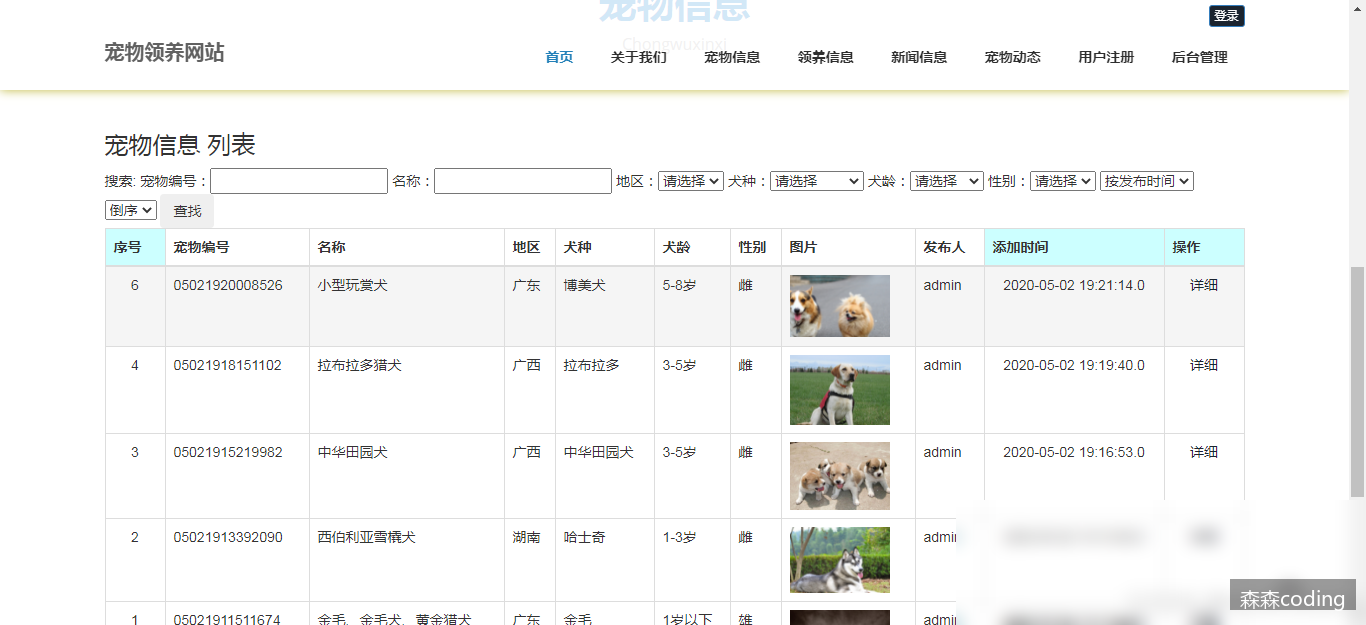 宠物信息
登录
Chongwuxinxi
宠物领养网站 首页 关于我们 宠物信息 领养信息 新闻信息 宠物动态 用户注册 后台管理
宠物信息 列表
搜索: 宠物编号： 名称： 地区：请选择 犬种：请选择 犬龄：请选择 性别：请选择 按发布时间
倒序 查找
序号 宠物编号 名称 地区 犬种 犬龄 性别 图片 发布人 添加时间 操作
6 05021920008526 小型玩赏犬 广东 博美犬 5-8岁 雌 admin 2020-05-02 19:21:14.0 详细
4 05021918151102 拉布拉多猎犬 广西 拉布拉多 3-5岁 雌 admin 2020-05-02 19:19:40.0 详细
3 05021915219982 中华田园犬 广西 中华田园犬 3-5岁 雌 admin 2020-05-02 19:16:53.0 详细
2 05021913392090 西伯利亚雪橇犬 湖南 哈士奇 1-3岁 雌 admin
1 05021911511674 金毛、金毛犬、黄金猎犬 广东 金毛 1岁以下 雄 admin
森森coding